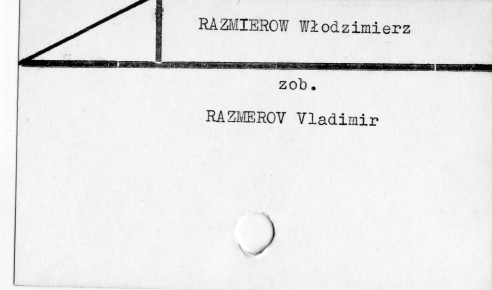 RAZMIEROW Włodzimierz
zob.
RAZMEROV Vladimir